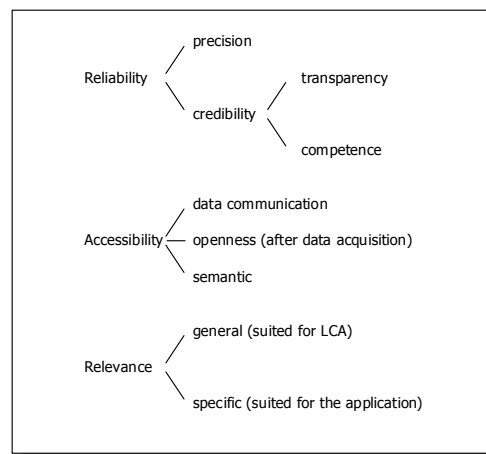 precision
Reliability
transparency
credibility
competence
data communication
Accessibility
openness (after data acquisition)
semantic
general (suited for LCA)
Relevance
specific (suited for the application)